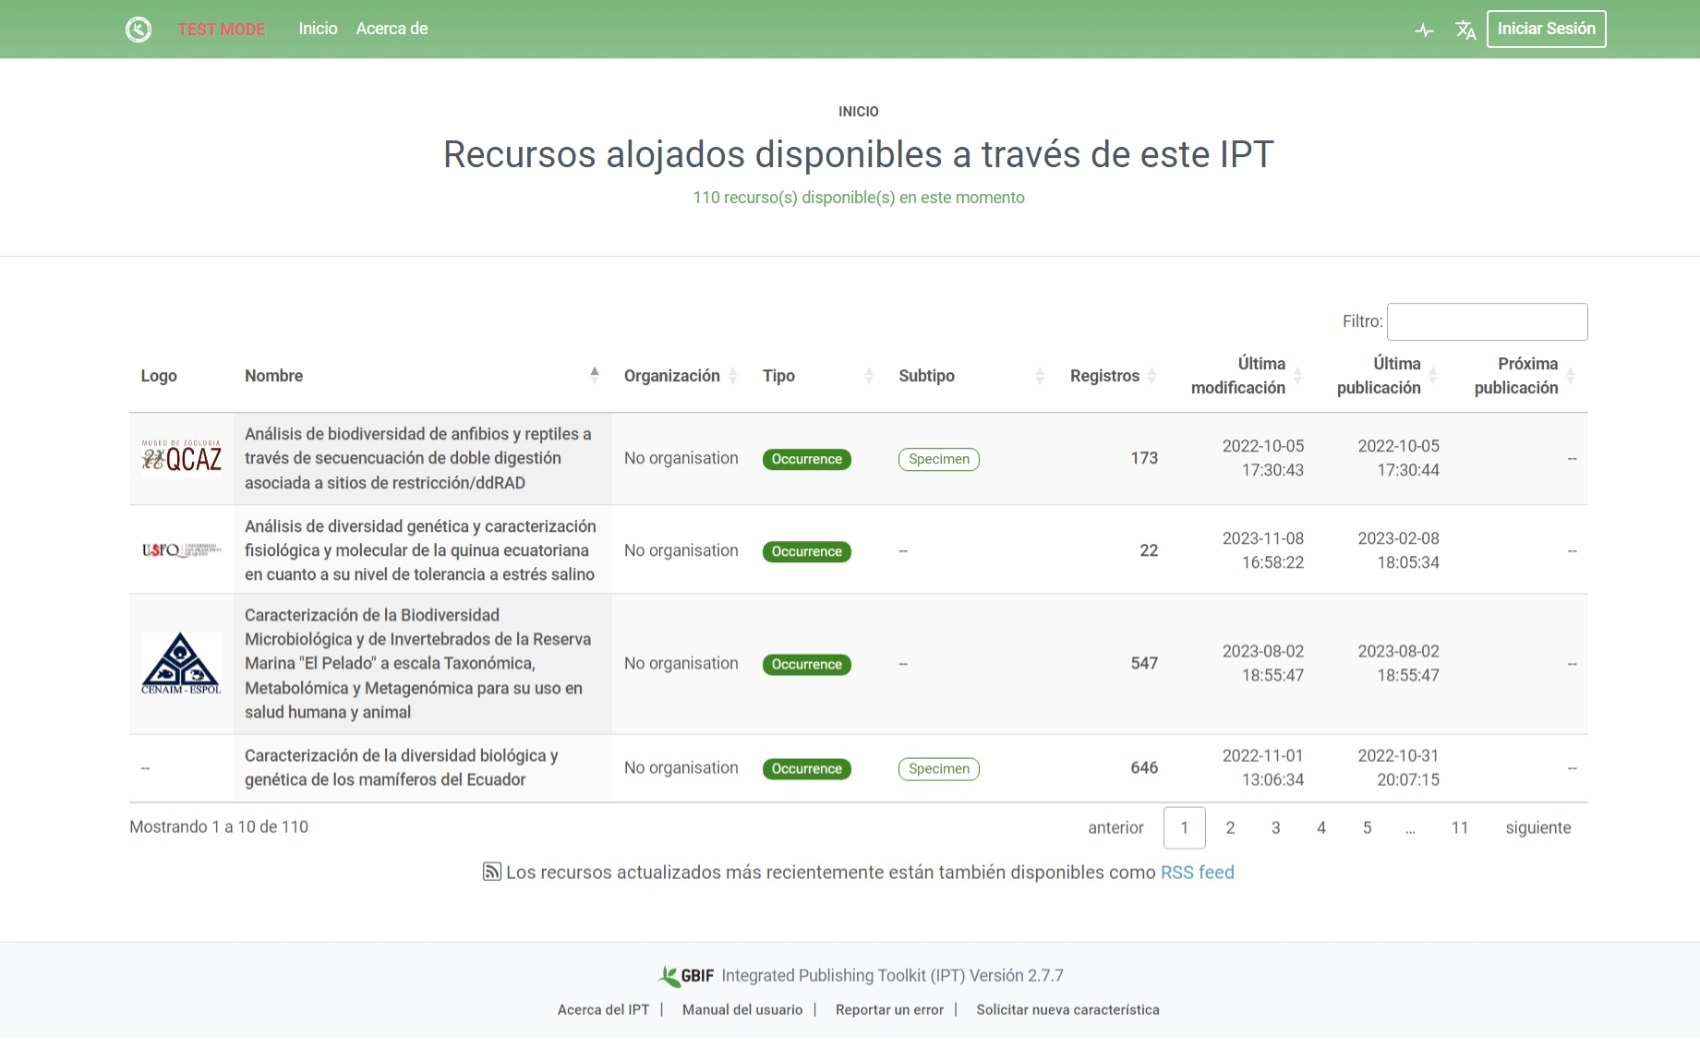 TEST MODE Inicio Acerca de Iniciar Sesión
INICIO
Recursos alojados disponibles a través de este IPT
110 recurso(s) disponible(s) en este momento
Filtro:
Logo Nombre Organización Tipo Subtipo Registros Última modificación Última publicación Próxima publicación
MUSEO DE ZOOLOGIA
QCAZ
Análisis de biodiversidad de anfibios y reptiles a
través de secuencuación de doble digestión
asociada a sitios de restricción/ddRAD
No organisation Occurrence Specimen 173 2022-10-05 17:30:43 2022-10-05 17:30:44 --
USFQ
Análisis de diversidad genética y caracterización
fisiológica y molecular de la quinua ecuatoriana
en cuanto a su nivel de tolerancia a estrés salino
No organisation Occurrence -- 22 2023-11-08 16:58:22 2023-02-08 18:05:34 --
CENAIM - ESPOL
Caracterización de la Biodiversidad
Microbiológica y de Invertebrados de la Reserva
Marina "El Pelado" a escala Taxonómica,
Metabolómica y Metagenómica para su uso en
salud humana y animal
No organisation Occurrence -- 547 2023-08-02 18:55:47 2023-08-02 18:55:47 --
--
Caracterización de la diversidad biológica y
genética de los mamíferos del Ecuador
No organisation Occurrence Specimen 646 2022-11-01 13:06:34 2022-10-31 20:07:15 --
Mostrando 1 a 10 de 110 anterior 1 2 3 4 5 ... 11 siguiente
Los recursos actualizados más recientemente están también disponibles como RSS feed
GBIF Integrated Publishing Toolkit (IPT) Versión 2.7.7
Acerca del IPT | Manual del usuario | Reportar un error | Solicitar nueva característica